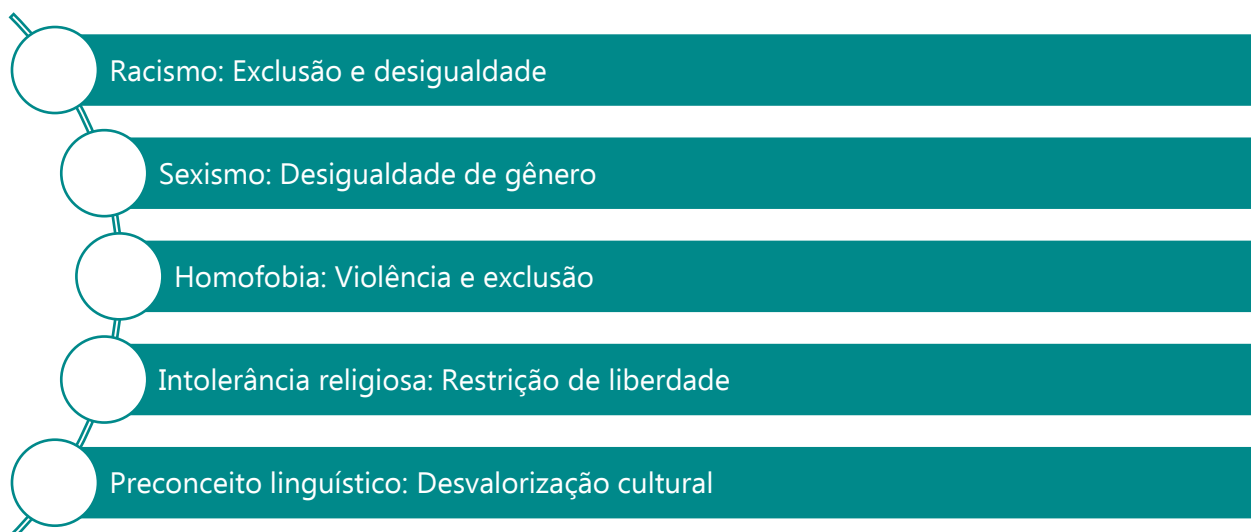 Racismo: Exclusão e desigualdade
Sexismo: Desigualdade de gênero
Homofobia: Violência e exclusão
Intolerância religiosa: Restrição de liberdade
Preconceito linguístico: Desvalorização cultural